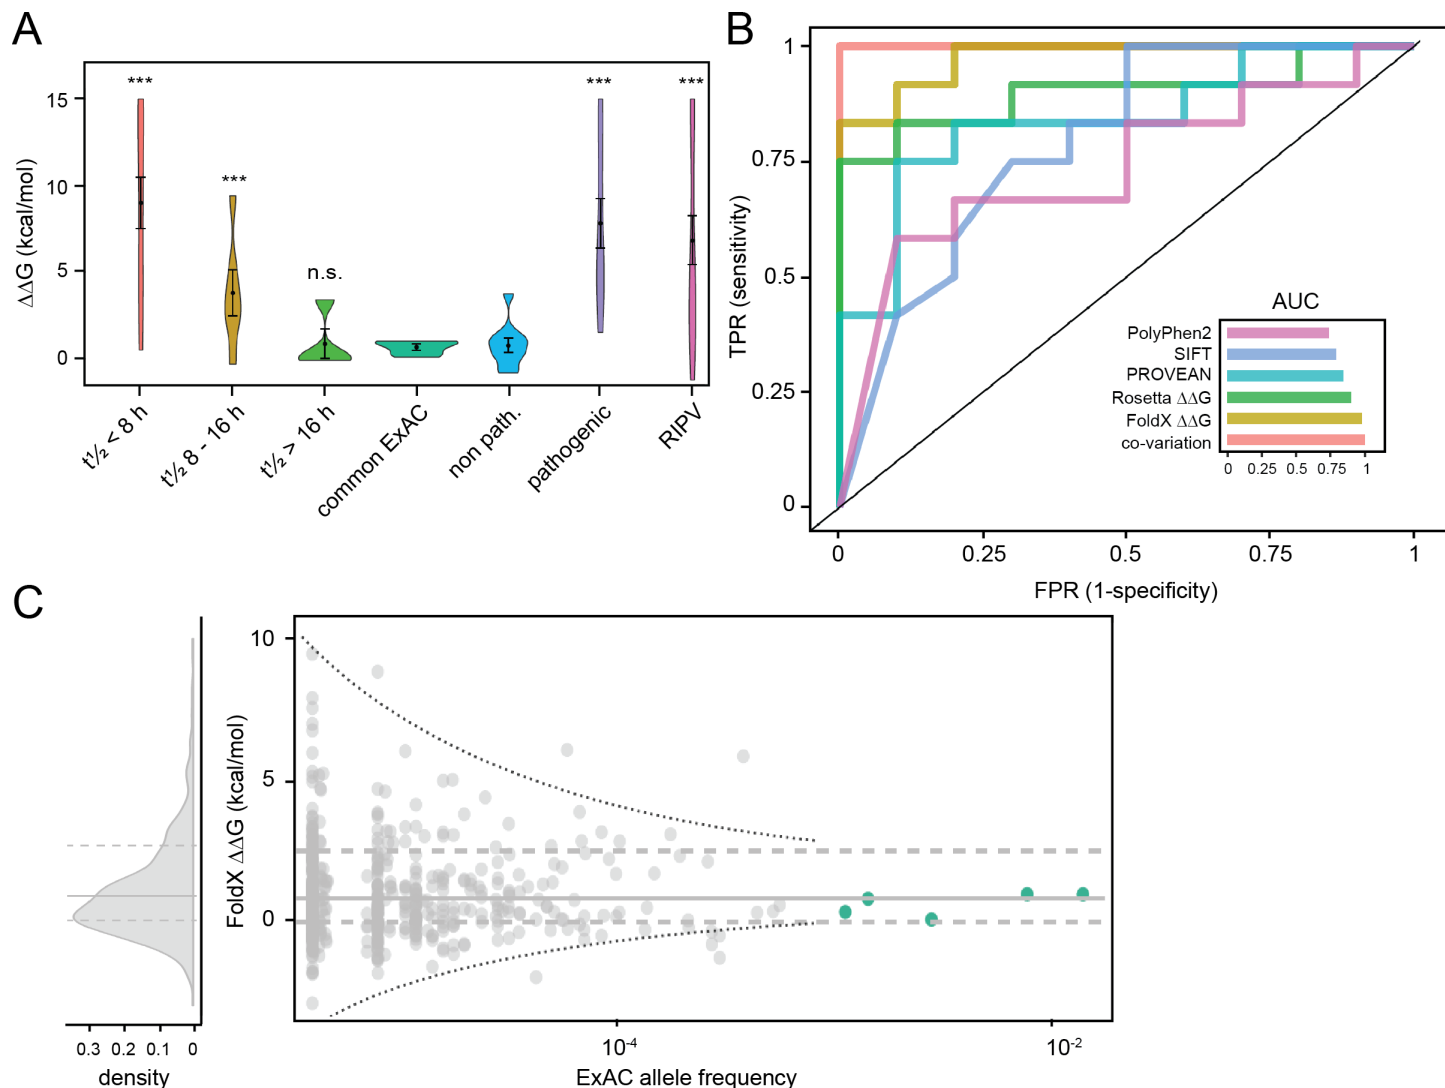 A
***
***
***
***
n.s.
15
10
5
0
ΔΔG (kcal/mol)
t½ < 8 h
t½ 8 - 16 h
t½ > 16 h
common ExAC
non path.
pathogenic
RIPV
B
1
0.75
0.5
0.25
0
TPR (sensitivity)
AUC
PolyPhen2
SIFT
PROVEAN
Rosetta ΔΔG
FoldX ΔΔG
co-variation
0 0.25 0.5 0.75 1
0 0.25 0.5 0.75 1
FPR (1-specificity)
C
10
5
0
FoldX ΔΔG (kcal/mol)
0.3 0.2 0.1 0
density
10-4 10-2
ExAC allele frequency